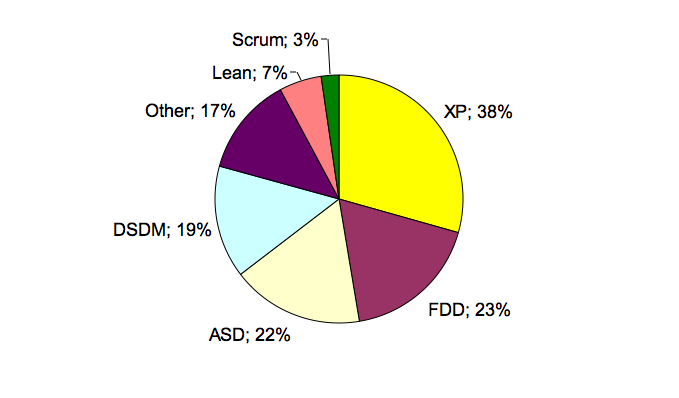 Scrum; 3%
Lean; 7%
XP; 38%
Other; 17%
DSDM; 19%
FDD; 23%
ASD; 22%